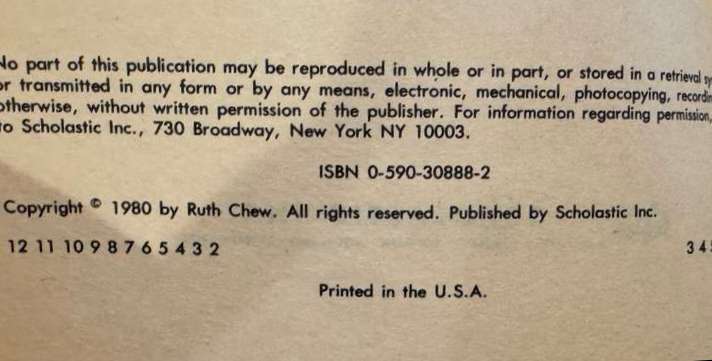 No part of this publication may be reproduced in whole or in part, or stored in a retrieval sy
or transmitted in any form or by any means, electronic, mechanical, photocopying, recordin
otherwise, without written permission of the publisher. For information regarding permission,
to Scholastic Inc., 730 Broadway, New York NY 10003.
ISBN 0-590-30888-2
Copyright © 1980 by Ruth Chew. All rights reserved. Published by Scholastic Inc.
12 11 10 9 8 7 6 5 4 3 2 3 4
Printed in the U.S.A.